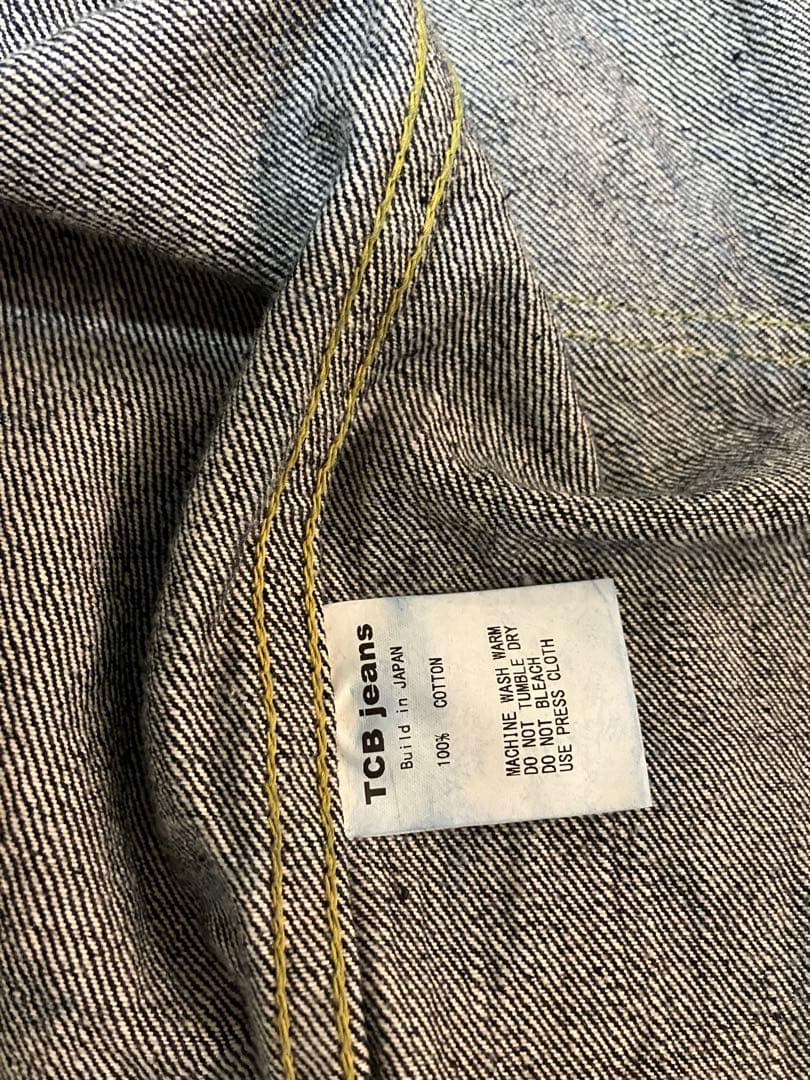 TCB jeans
Build in JAPAN
100% COTTON
MACHINE WASH WARM
DO NOT TUMBLE DRY
DO NOT BLEACH
USE PRESS CLOTH